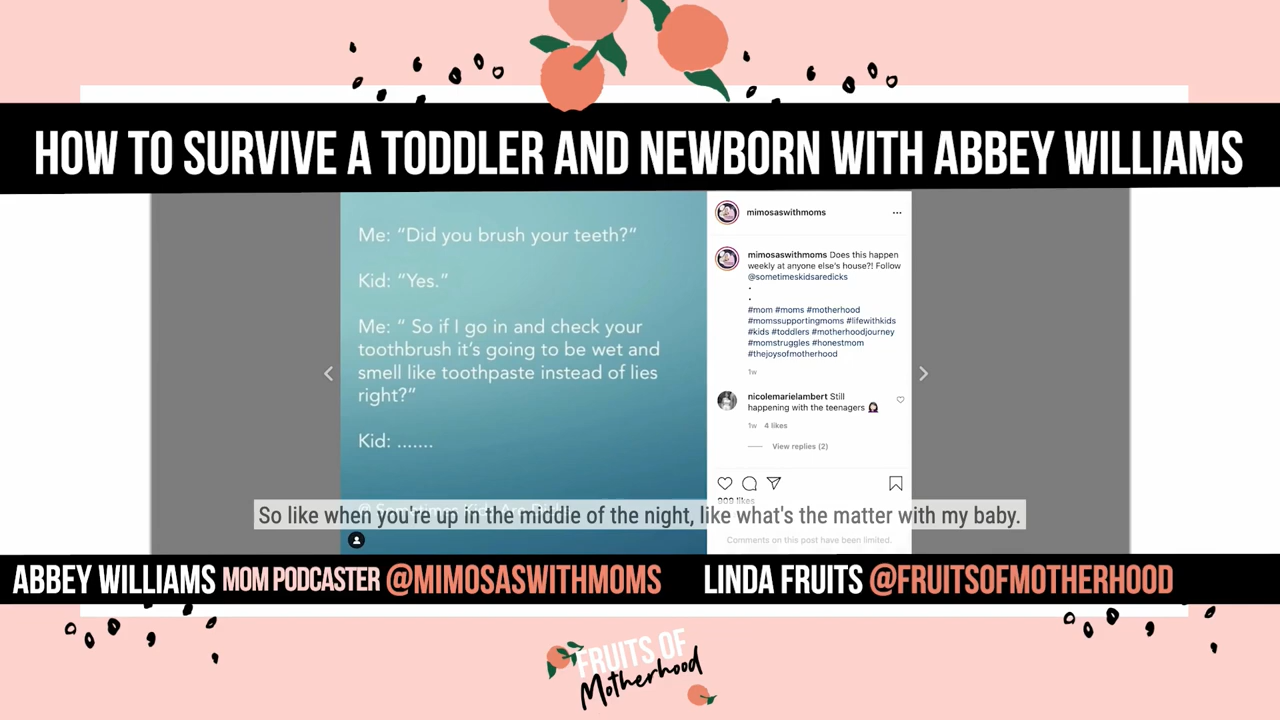 HOW TO SURVIVE A TODDLER AND NEWBORN WITH ABBEY WILLIAMS
Me: “Did you brush your teeth?”
Kid: “Yes.”
Me: “ So if I go in and check your
toothbrush it’s going to be wet and
smell like toothpaste instead of lies
right?”
Kid: .......
mimosaswithmoms
mimosaswithmoms Does this happen
weekly at anyone else's house?! Follow
@sometimeskidsaredicks
.
.
#mom #moms #motherhood
#momssupportingmoms #lifewithkids
#kids #toddlers #motherhoodjourney
#momstruggles #honestmom
#thejoysofmotherhood
1w
nicolemarielambert Still
happening with the teenagers
1w 4 likes
View replies (2)
909 likes
So like when you're up in the middle of the night, like what's the matter with my baby.
Comments on this post have been limited.
ABBEY WILLIAMS MOM PODCASTER @MIMOSASWITHMOMS
LINDA FRUITS @FRUITSOFMOTHERHOOD
FRUITS OF
Motherhood